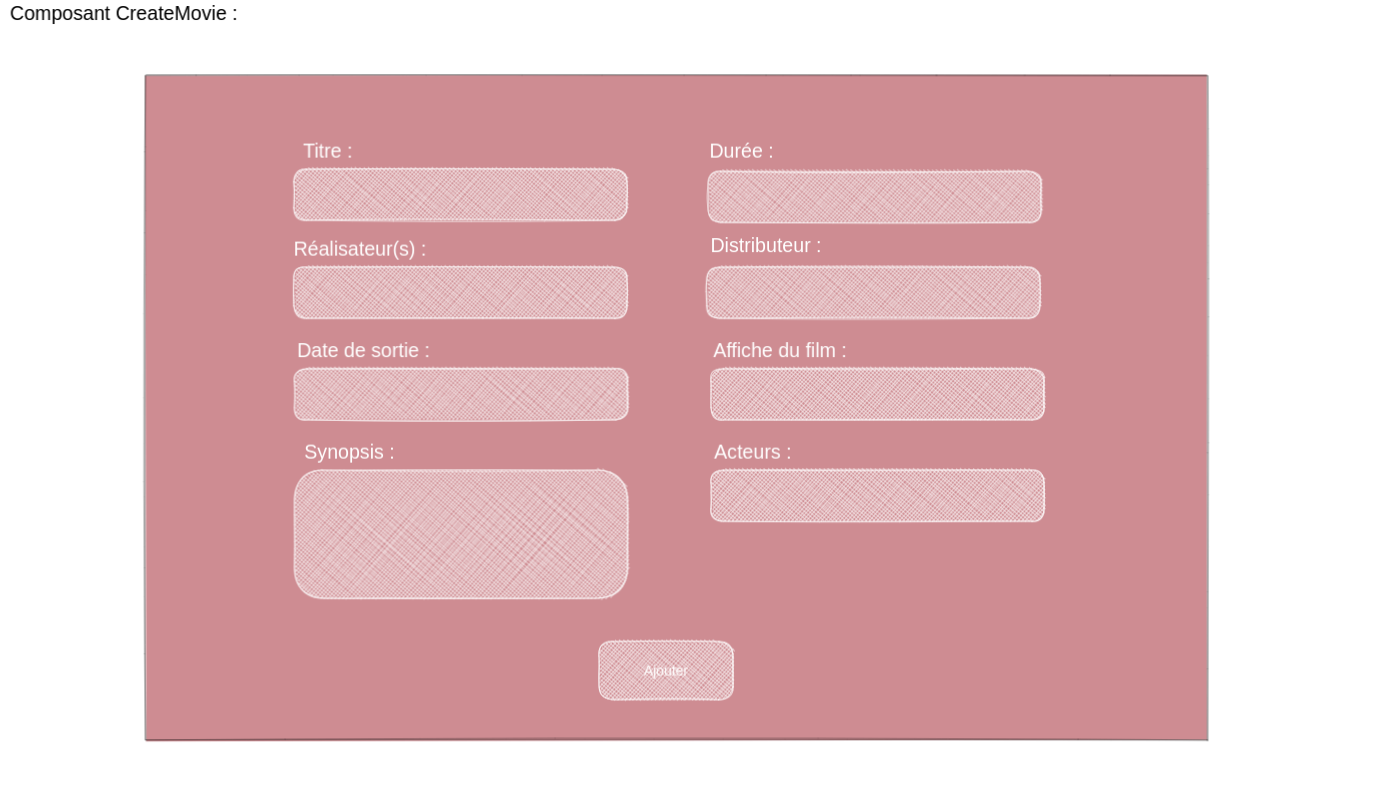 Composant CreateMovie :
Titre :
Durée :
Réalisateur(s) :
Distributeur :
Date de sortie :
Affiche du film :
Synopsis :
Acteurs :
Ajouter